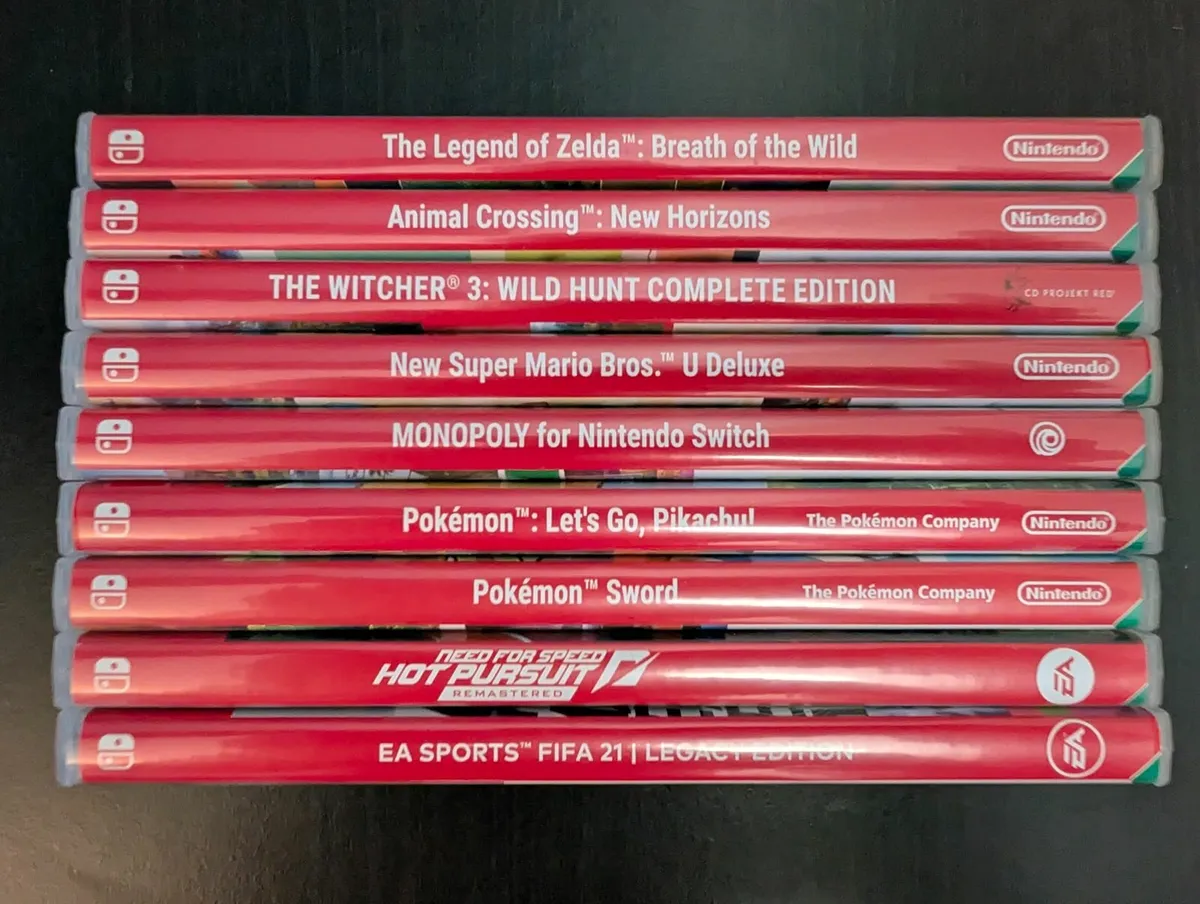 The Legend of Zelda™: Breath of the Wild Nintendo®
Animal Crossing™: New Horizons Nintendo®
THE WITCHER® 3: WILD HUNT COMPLETE EDITION CD PROJEKT RED®
New Super Mario Bros.™ U Deluxe Nintendo®
MONOPOLY for Nintendo Switch
Pokémon™: Let's Go, Pikachu! The Pokémon Company Nintendo®
Pokémon™ Sword The Pokémon Company Nintendo®
NEED FOR SPEED
HOT PURSUIT
REMASTERED
EA
EA SPORTS™ FIFA 21 | LEGACY EDITION EA